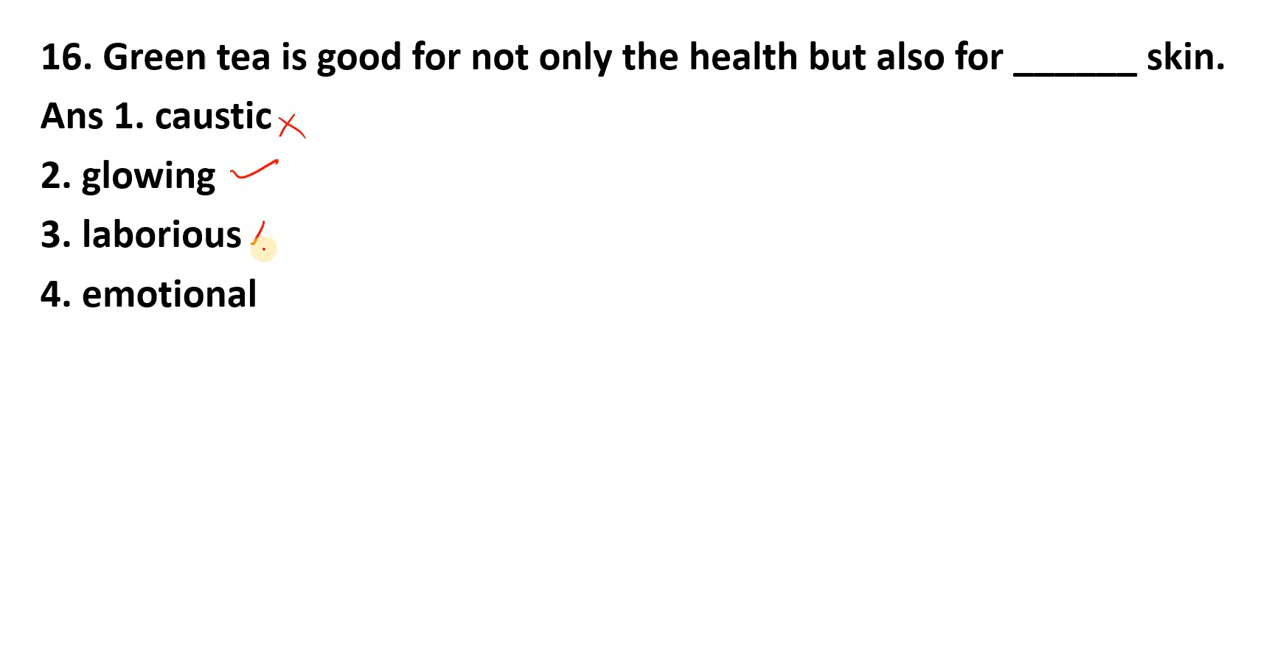 16. Green tea is good for not only the health but also for ______ skin.
Ans 1. caustic
2. glowing
3. laborious
4. emotional